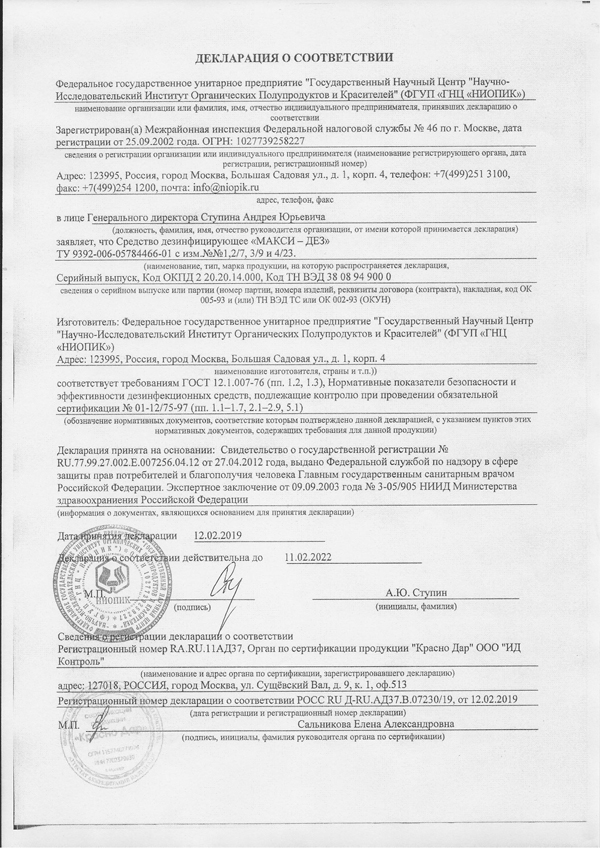 ДЕКЛАРАЦИЯ О СООТВЕТСТВИИ
Федеральное государственное унитарное предприятие "Государственный Научный Центр "Научно-
Исследовательский Институт Органических Полупродуктов и Красителей" (ФГУП «ГНЦ «НИОПИК»)
наименование организации или фамилия, имя, отчество индивидуального предпринимателя, принявших декларацию о
соответствии
Зарегистрирован(а) Межрайонная инспекция Федеральной налоговой службы № 46 по г. Москве, дата
регистрации от 25.09.2002 года. ОГРН: 1027739258227
сведения о регистрации организации или индивидуального предпринимателя (наименование регистрирующего органа, дата
регистрации, регистрационный номер)
Адрес: 123995, Россия, город Москва, Большая Садовая ул., д. 1, корп. 4, телефон: +7(499)251 3100,
факс: +7(499)254 1200, почта: info@niopik.ru
адрес, телефон, факс
в лице Генерального директора Ступина Андрея Юрьевича
(должность, фамилия, имя, отчество руководителя организации, от имени которой принимается декларация)
заявляет, что Средство дезинфицирующее «МАКСИ – ДЕЗ»
ТУ 9392-006-05784466-01 с изм.№№1,2/7, 3/9 и 4/23.
(наименование, тип, марка продукции, на которую распространяется декларация,
Серийный выпуск, Код ОКПД 2 20.20.14.000, Код ТН ВЭД 38 08 94 900 0
сведения о серийном выпуске или партии (номер партии, номера изделий, реквизиты договора (контракта), накладная, код ОК
005-93 и (или) ТН ВЭД ТС или ОК 002-93 (ОКУН)
Изготовитель: Федеральное государственное унитарное предприятие "Государственный Научный Центр
"Научно-Исследовательский Институт Органических Полупродуктов и Красителей" (ФГУП «ГНЦ
«НИОПИК»)
Адрес: 123995, Россия, город Москва, Большая Садовая ул., д. 1, корп. 4
наименование изготовителя, страны и т.п.))
соответствует требованиям ГОСТ 12.1.007-76 (пп. 1.2, 1.3), Нормативные показатели безопасности и
эффективности дезинфекционных средств, подлежащие контролю при проведении обязательной
сертификации № 01-12/75-97 (пп. 1.1–1.7, 2.1–2.9, 5.1)
(обозначение нормативных документов, соответствие которым подтверждено данной декларацией, с указанием пунктов этих
нормативных документов, содержащих требования для данной продукции)
Декларация принята на основании: Свидетельство о государственной регистрации №
RU.77.99.27.002.Е.007256.04.12 от 27.04.2012 года, выдано Федеральной службой по надзору в сфере
защиты прав потребителей и благополучия человека Главным государственным санитарным врачом
Российской Федерации. Экспертное заключение от 09.09.2003 года № 3-05/905 НИИД Министерства
здравоохранения Российской Федерации
(информация о документах, являющихся основанием для принятия декларации)
Дата принятия декларации 12.02.2019
Декларация о соответствии действительна до 11.02.2022
М.П. А.Ю. Ступин
(подпись) (инициалы, фамилия)
НИОПИК
Сведения о регистрации декларации о соответствии
Регистрационный номер RA.RU.11АД37, Орган по сертификации продукции "Красно Дар" ООО "ИД
Контроль"
(наименование и адрес органа по сертификации, зарегистрировавшего декларацию)
адрес: 127018, РОССИЯ, город Москва, ул. Сущёвский Вал, д. 9, к. 1, оф.513
Регистрационный номер декларации о соответствии РОСС RU Д-RU.АД37.В.07230/19, от 12.02.2019
(дата регистрации и регистрационный номер декларации)
М.П. Сальникова Елена Александровна
(подпись, инициалы, фамилия руководителя органа по сертификации)